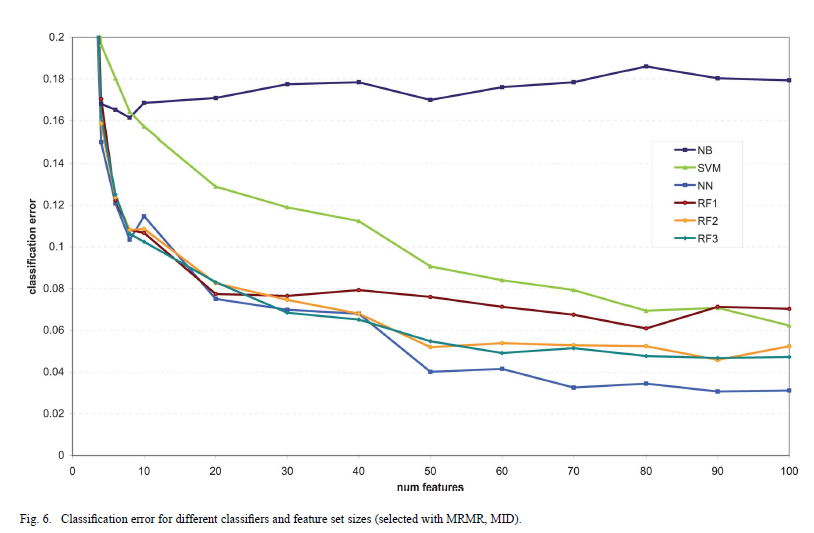 0.2
0.18
0.16
0.14
0.12
0.1
0.08
0.06
0.04
0.02
0
classification error
NB
SVM
NN
RF1
RF2
RF3
0 10 20 30 40 50 60 70 80 90 100
num features
Fig. 6. Classification error for different classifiers and feature set sizes (selected with MRMR, MID).